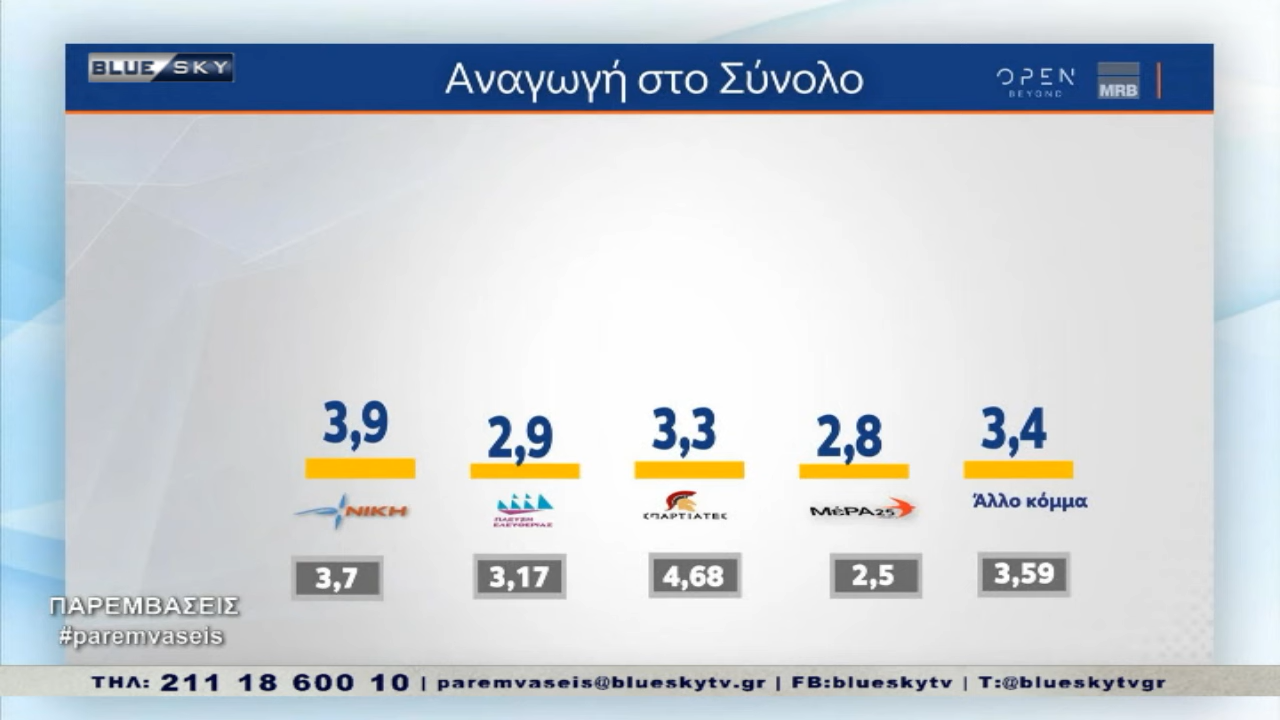 BLUE SKY
Αναγωγή στο Σύνολο
OPEN
BEYOND
MRB
3,9
2,9
3,3
2,8
3,4
ΝΙΚΗ
ΠΛΕΥΣΗ
ΕΛΕΥΘΕΡΙΑΣ
ΣΠΑΡΤΙΑΤΕΣ
ΜέΡΑ25
Άλλο κόμμα
3,7
3,17
4,68
2,5
3,59
ΠΑΡΕΜΒΑΣΕΙΣ
#paremvaseis
ΤΗΛ: 211 18 600 10 | paremvaseis@blueskytv.gr | FB:blueskytv | T:@blueskytvgr